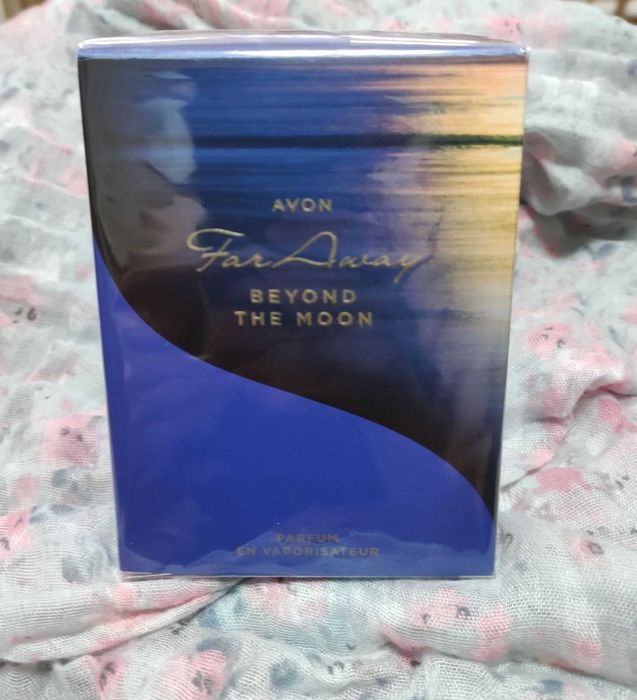 AVON
Far Away
BEYOND
THE MOON
PARFUM
EN VAPORISATEUR